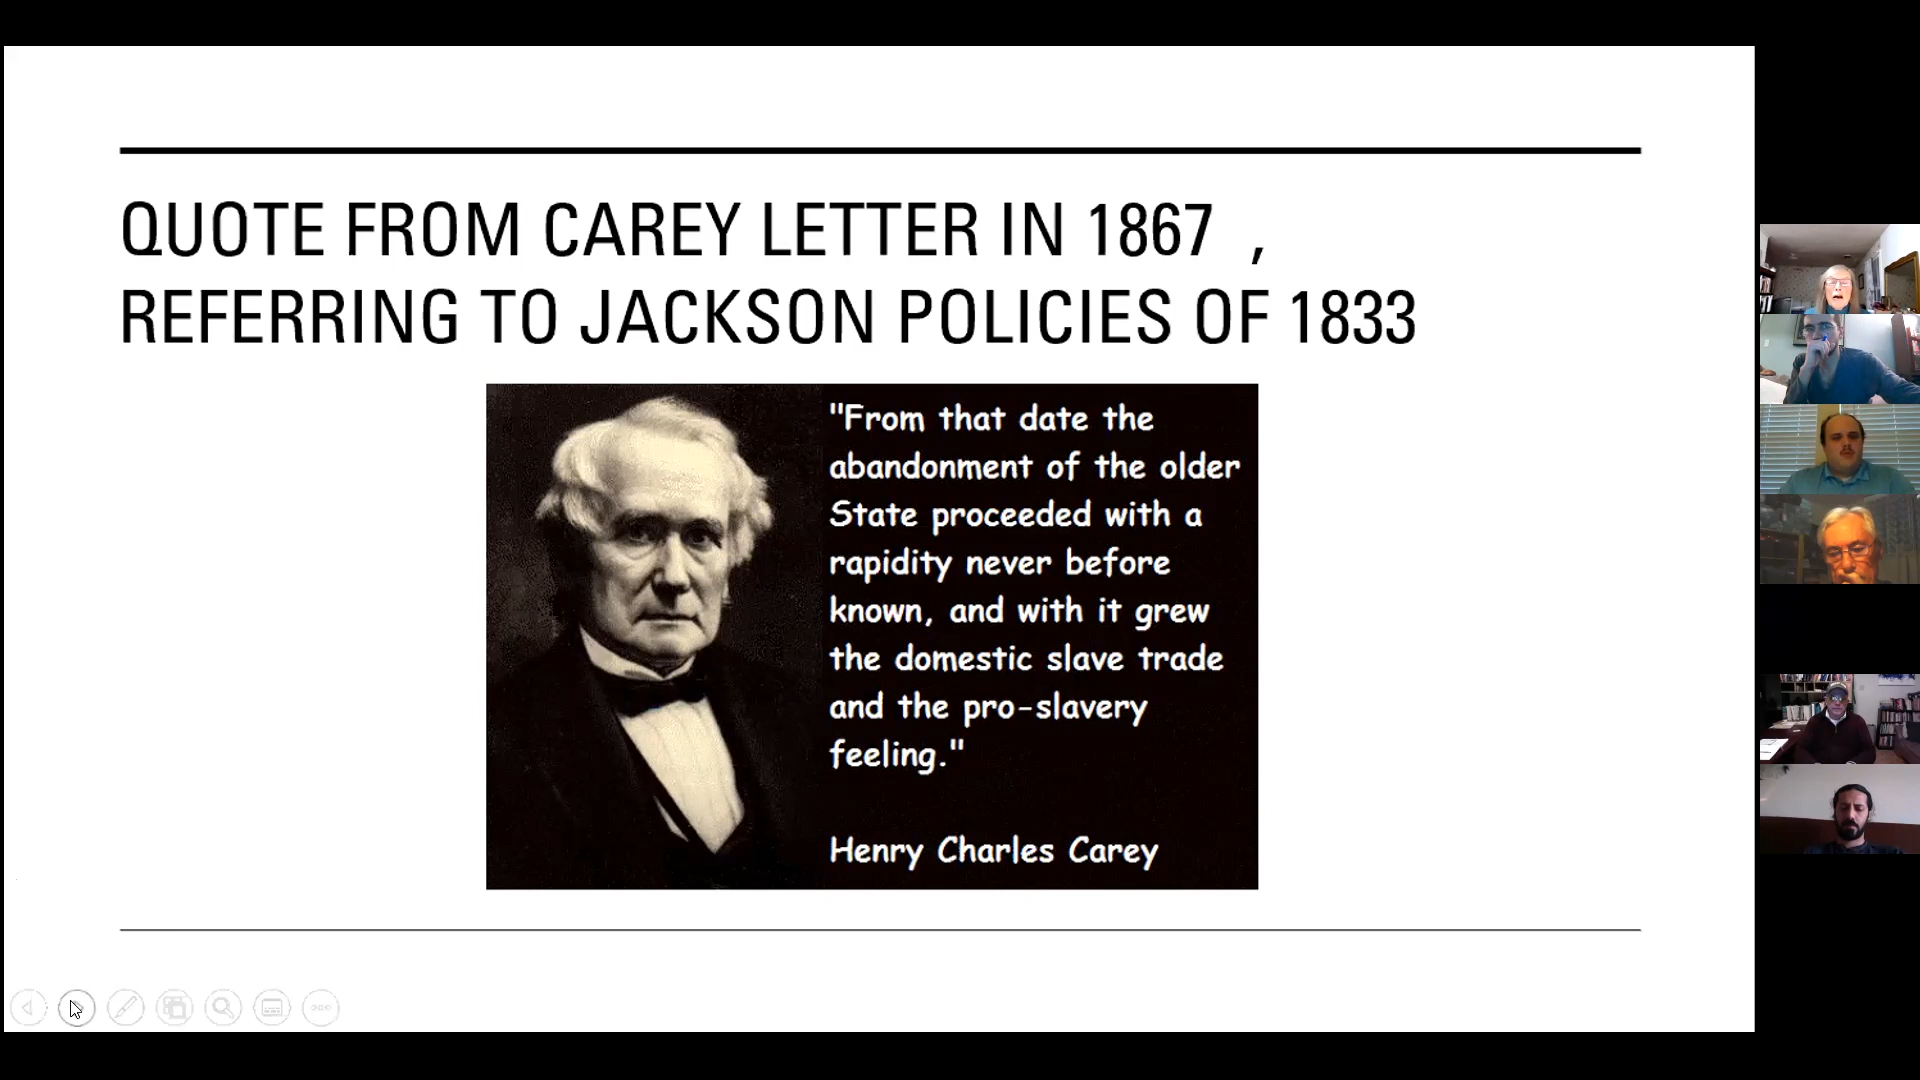 QUOTE FROM CAREY LETTER IN 1867 ,
REFERRING TO JACKSON POLICIES OF 1833
"From that date the
abandonment of the older
State proceeded with a
rapidity never before
known, and with it grew
the domestic slave trade
and the pro-slavery
feeling."
Henry Charles Carey